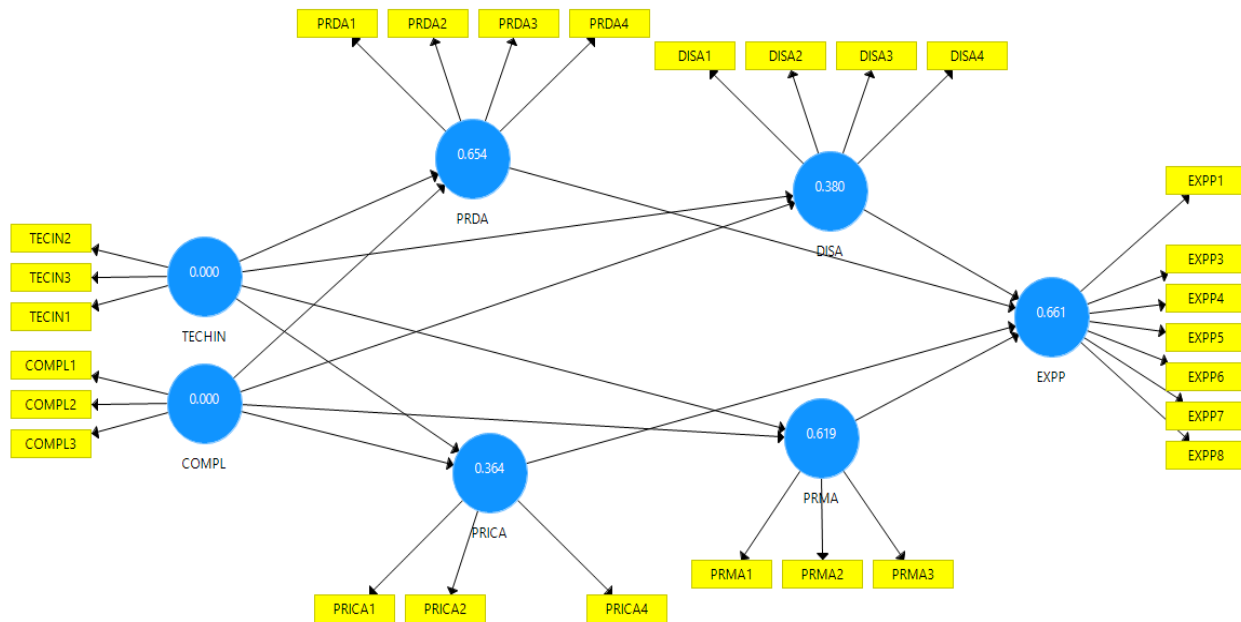 PRDA1
PRDA2
PRDA3
PRDA4
DISA1
DISA2
DISA3
DISA4
0.654
PRDA
0.380
DISA
EXPP1
TECIN2
TECIN3
TECIN1
0.000
TECHIN
EXPP3
EXPP4
EXPP5
EXPP6
EXPP7
EXPP8
0.661
EXPP
COMPL1
COMPL2
COMPL3
0.000
COMPL
0.364
PRICA
0.619
PRMA
PRMA1
PRMA2
PRMA3
PRICA1
PRICA2
PRICA4